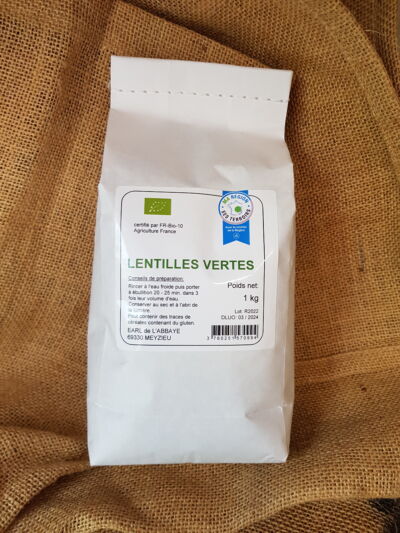 MA RÉGION
SES TERROIRS
certifié par FR-Bio-10
Agriculture France
LENTILLES VERTES
Conseils de préparation:
Rincer à l'eau froide puis porter
à ébullition 20 - 25 min. dans 3
fois leur volume d'eau.
Conserver au sec et à l'abri de
la lumière.
Peut contenir des traces de
céréales contenant du gluten.
EARL de L'ABBAYE
69330 MEYZIEU
Poids net:
1 kg
Lot: R2022
DLUO: 03 / 2024